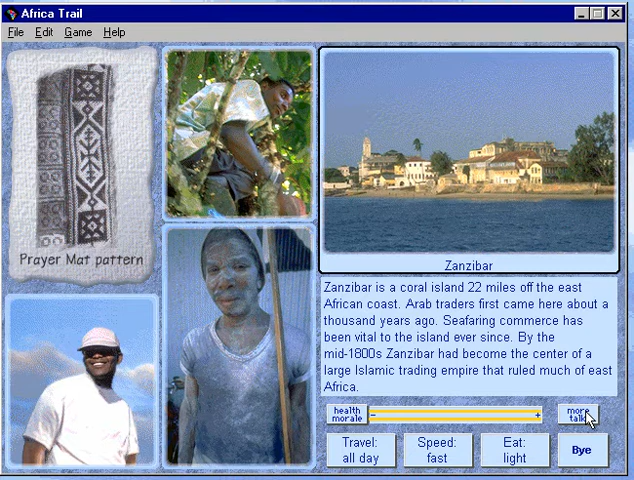 Africa Trail
File Edit Game Help
Prayer Mat pattern
Zanzibar
Zanzibar is a coral island 22 miles off the east
African coast. Arab traders first came here about a
thousand years ago. Seafaring commerce has
been vital to the island ever since. By the
mid-1800s Zanzibar had become the center of a
large Islamic trading empire that ruled much of east
Africa.
health
morale
- +
more
talk
Travel:
all day
Speed:
fast
Eat:
light
Bye